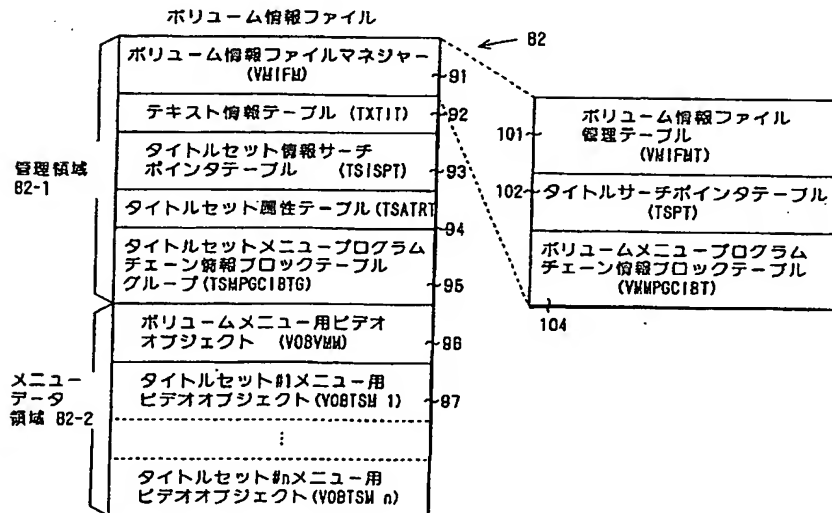 ボリューム情報ファイル
82
ボリューム情報ファイルマネジャー
(VMIFM)
91
テキスト情報テーブル (TXTIT)
92
タイトルセット情報サーチ
ポインタテーブル (TSISPT)
93
タイトルセット属性テーブル(TSATRT
94
タイトルセットメニュープログラム
チェーン情報ブロックテーブル
グループ(TSMPGCIBTG)
95
管理領域
82-1
ボリュームメニュー用ビデオ
オブジェクト (VOBVMM)
86
タイトルセット#1メニュー用
ビデオオブジェクト(VOBTSM 1)
87
⋮
タイトルセット#nメニュー用
ビデオオブジェクト(VOBTSM n)
メニュー
データ
領域 82-2
ボリューム情報ファイル
管理テーブル
(VMIFMT)
101
102
タイトルサーチポインタテーブル
(TSPT)
ボリュームメニュープログラム
チェーン情報ブロックテーブル
(VMMPGCIBT)
104